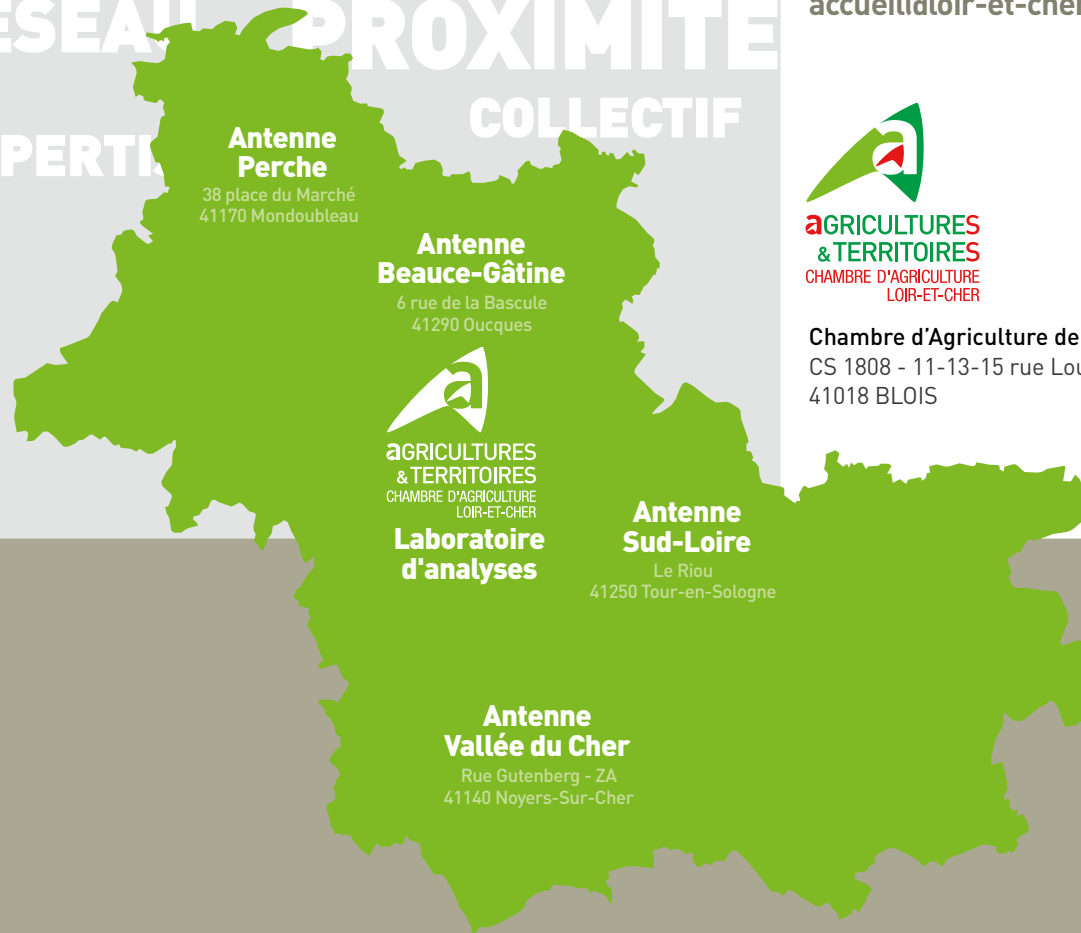 PROXIMITE
COLLECTIF
Antenne
Perche
38 place du Marché
41170 Mondoubleau
Antenne
Beauce-Gâtine
6 rue de la Bascule
41290 Oucques
aGRICULTURES
& TERRITOIRES
CHAMBRE D'AGRICULTURE
LOIR-ET-CHER
Laboratoire
d'analyses
Antenne
Sud-Loire
Le Riou
41250 Tour-en-Sologne
Antenne
Vallée du Cher
Rue Gutenberg - ZA
41140 Noyers-Sur-Cher
aGRICULTURES
& TERRITOIRES
CHAMBRE D'AGRICULTURE
LOIR-ET-CHER
Chambre d'Agriculture de
CS 1808 - 11-13-15 rue
41018 BLOIS